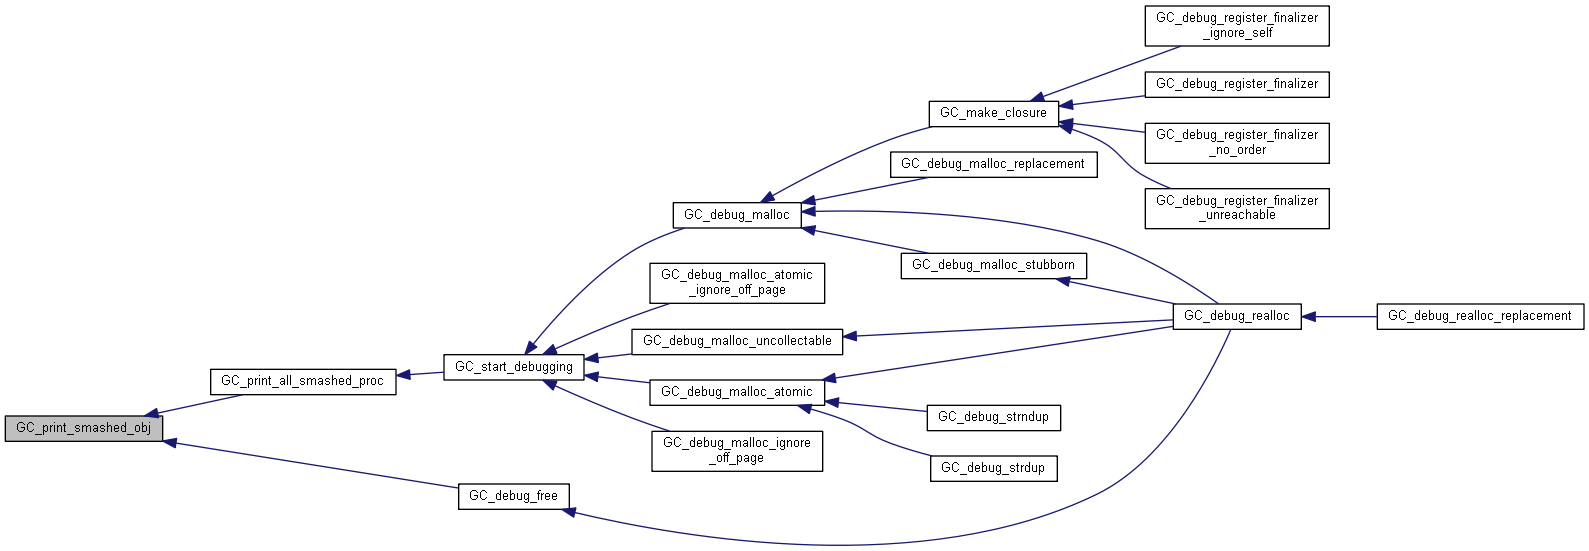 GC_debug_register_finalizer
_ignore_self
GC_debug_register_finalizer
GC_make_closure
GC_debug_register_finalizer
_no_order
GC_debug_malloc_replacement
GC_debug_register_finalizer
_unreachable
GC_debug_malloc
GC_debug_malloc_stubborn
GC_debug_malloc_atomic
_ignore_off_page
GC_debug_realloc
GC_debug_realloc_replacement
GC_debug_malloc_uncollectable
GC_start_debugging
GC_print_all_smashed_proc
GC_debug_malloc_atomic
GC_debug_strndup
GC_print_smashed_obj
GC_debug_malloc_ignore
_off_page
GC_debug_strdup
GC_debug_free